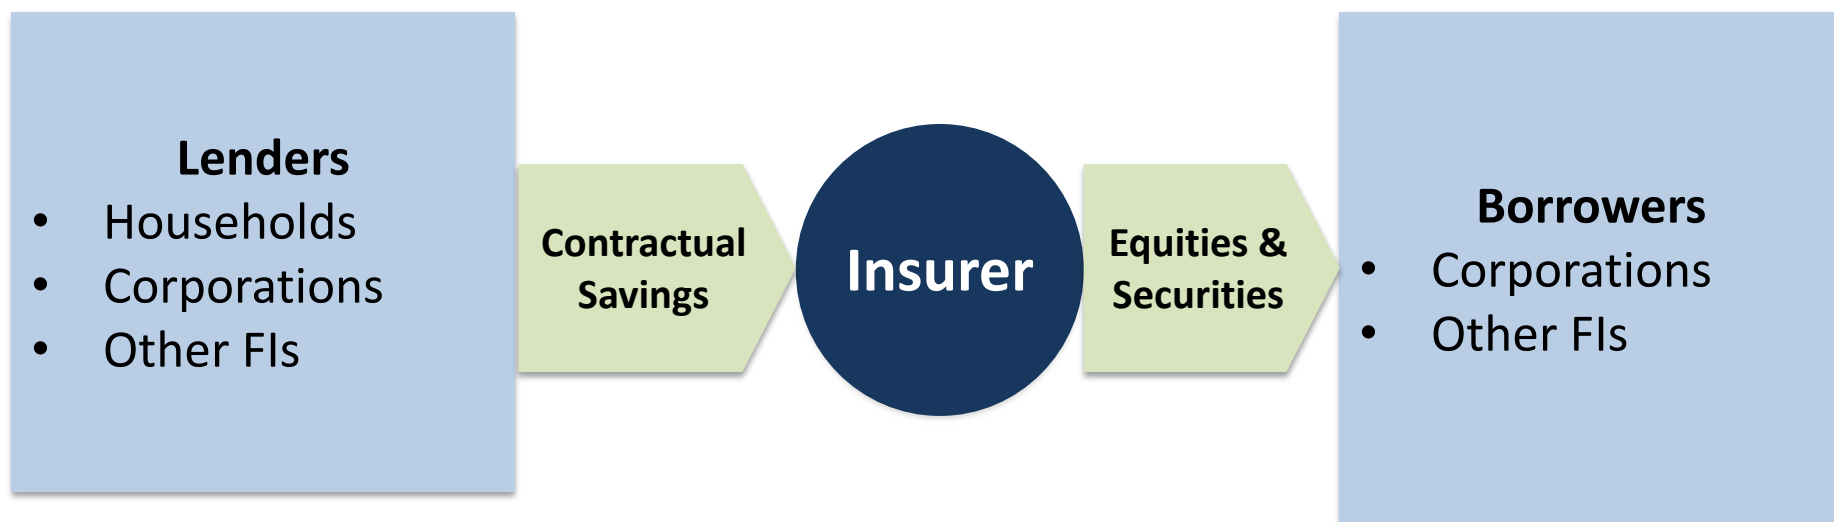 Lenders
• Households
• Corporations
• Other FIs
Contractual
Savings
Insurer
Equities &
Securities
Borrowers
• Corporations
• Other FIs